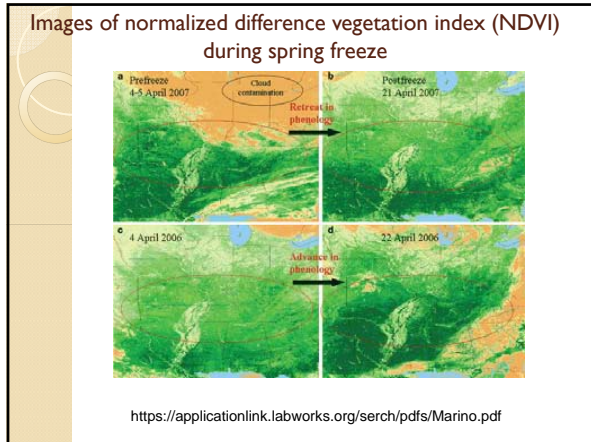 Images of normalized difference vegetation index (NDVI)
during spring freeze
a Prefreeze
4-5 April 2007
Cloud
contamination
b Postfreeze
21 April 2007
Retreat in
phenology
c 4 April 2006
d 22 April 2006
Advance in
phenology
https://applicationlink.labworks.org/serch/pdfs/Marino.pdf